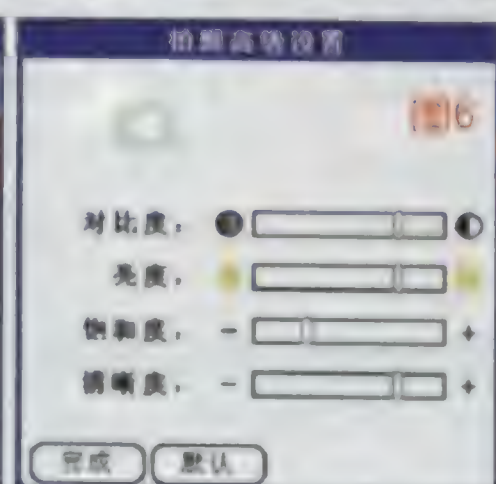 拍照高级设置
6
对比度：
亮度：
饱和度： - +
清晰度： - +
完成 默认